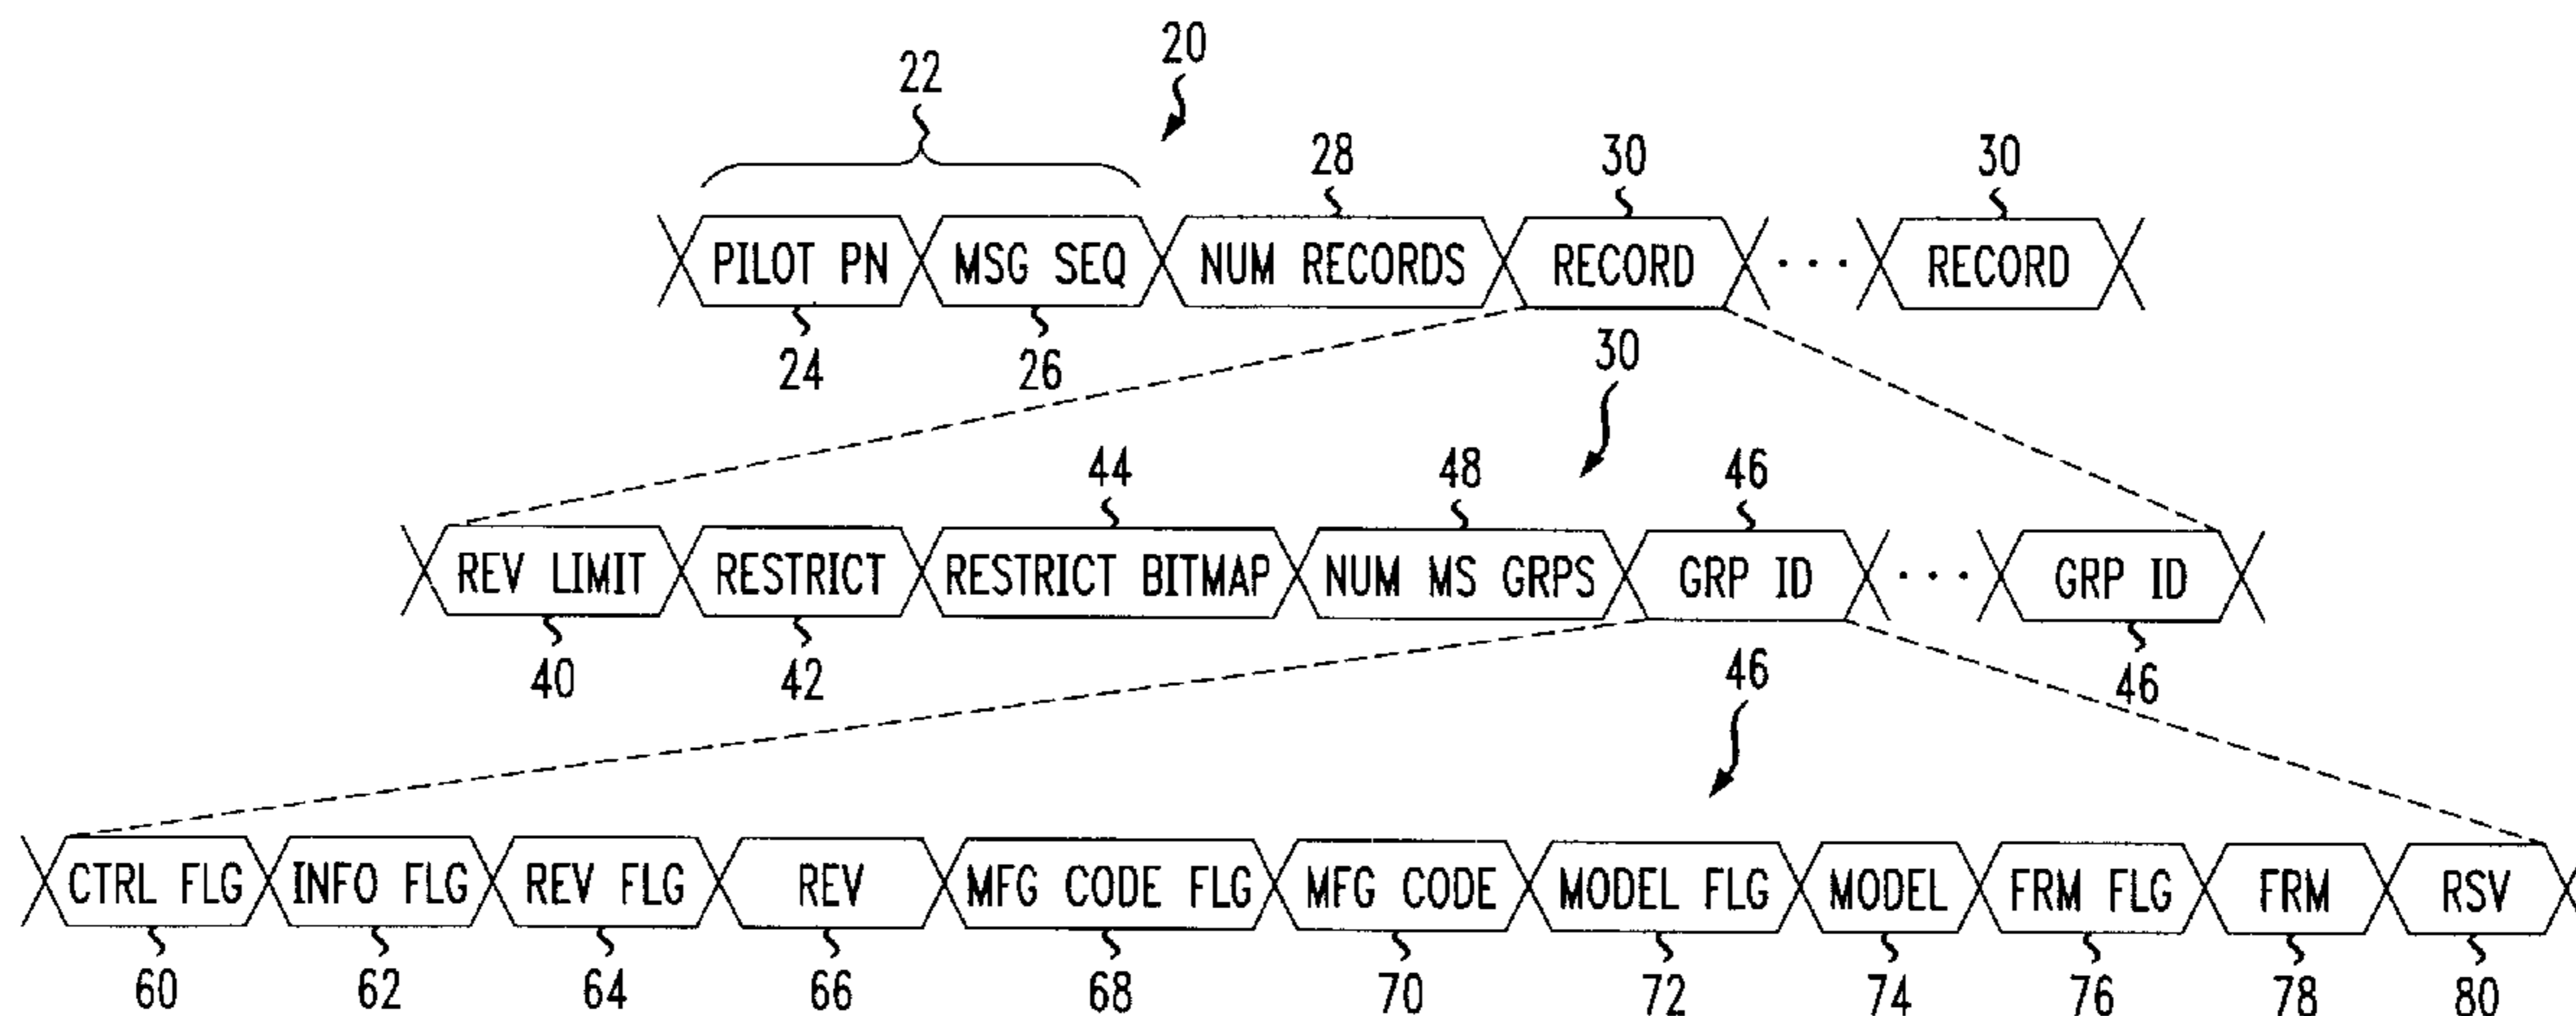 20
22
28 30 30
PILOT PN MSG SEQ NUM RECORDS RECORD ... RECORD
24 26 30
44 48 46
REV LIMIT RESTRICT RESTRICT BITMAP NUM MS GRPS GRP ID ... GRP ID
40 42 46 46
CTRL FLG INFO FLG REV FLG REV MFG CODE FLG MFG CODE MODEL FLG MODEL FRM FLG FRM RSV
60 62 64 66 68 70 72 74 76 78 80